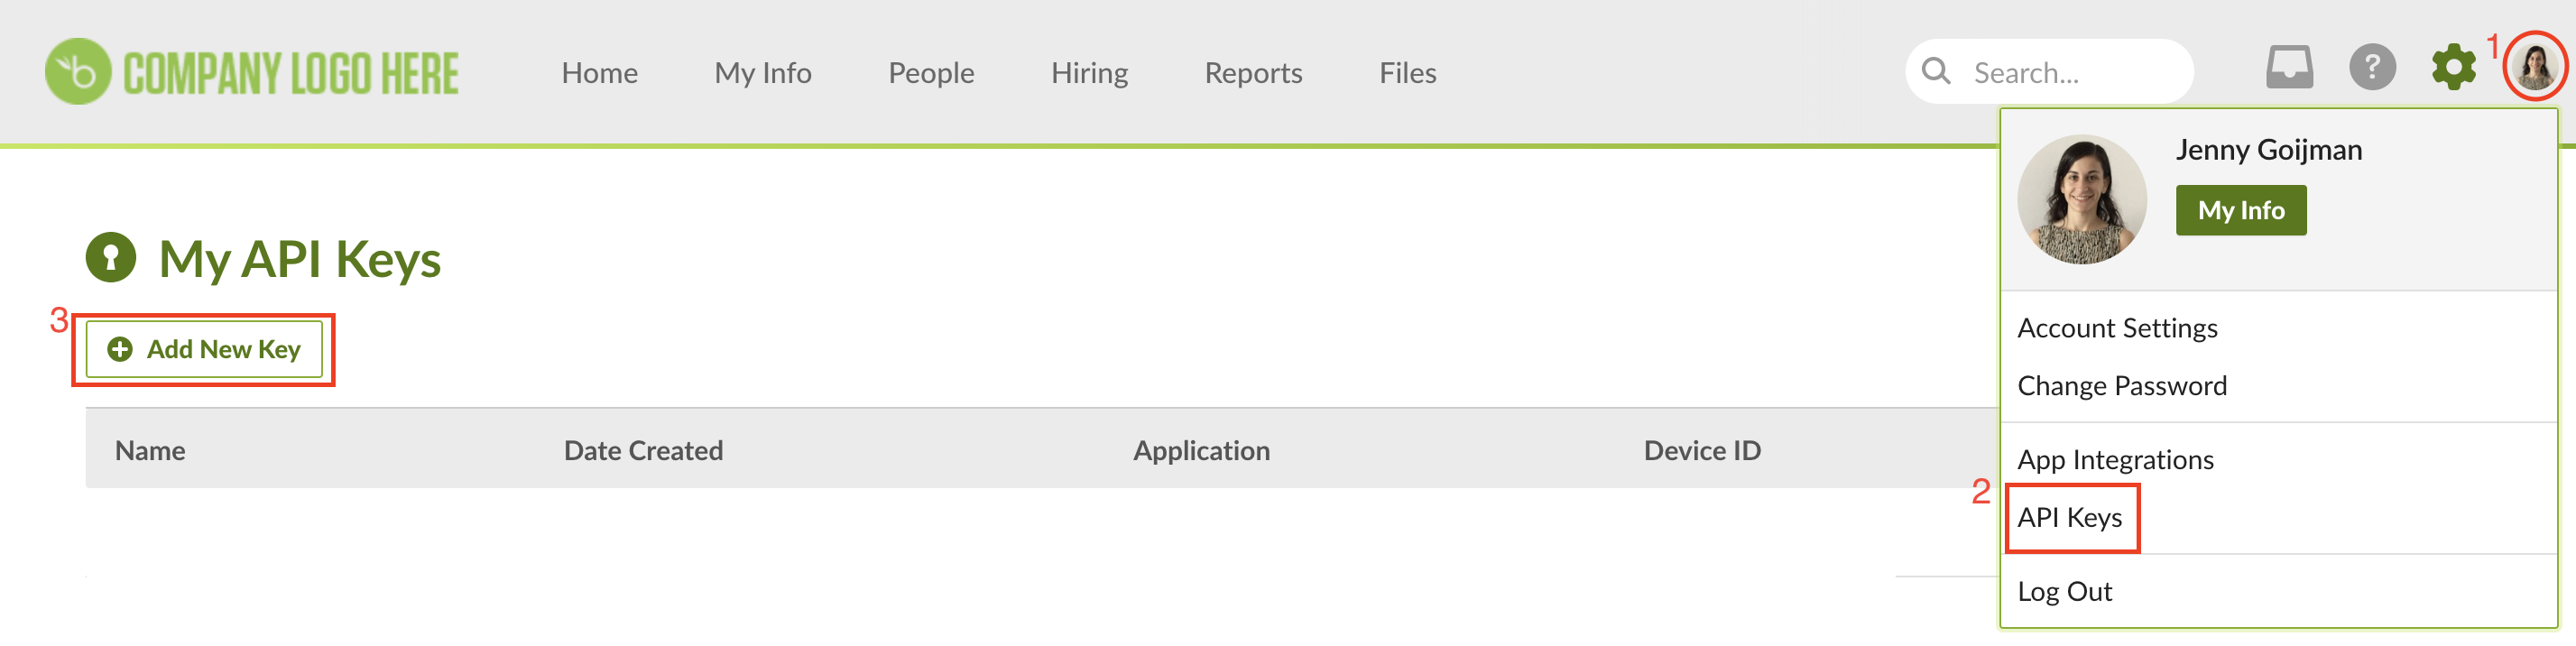 COMPANY LOGO HERE
Home My Info People Hiring Reports Files
Search...
?
1
Jenny Goijman
My Info
My API Keys
3
Add New Key
Account Settings
Change Password
Name Date Created Application Device ID
App Integrations
2
API Keys
Log Out